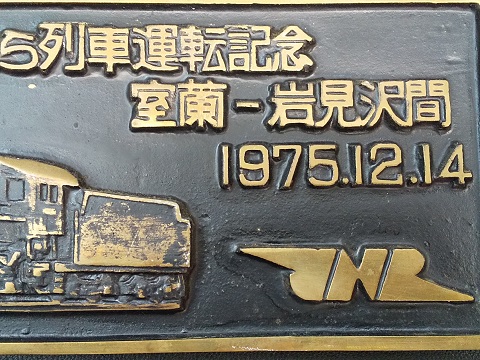 ら列車運転記念
室蘭-岩見沢間
1975.12.14
JNR